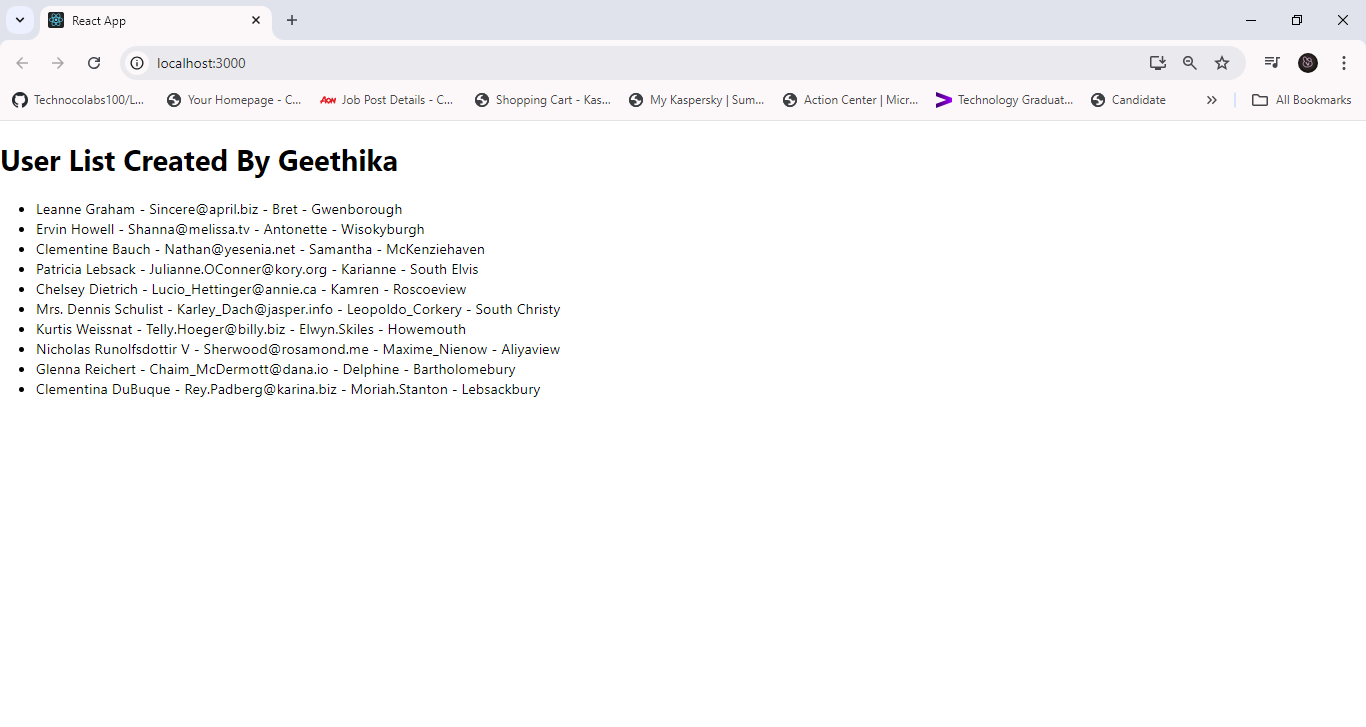 React App
localhost:3000
Technocolabs100/L...
Your Homepage - C...
AON
Job Post Details - C...
Shopping Cart - Kas...
My Kaspersky | Sum...
Action Center | Micr...
Technology Graduat...
Candidate
All Bookmarks
User List Created By Geethika
• Leanne Graham - Sincere@april.biz - Bret - Gwenborough
• Ervin Howell - Shanna@melissa.tv - Antonette - Wisokyburgh
• Clementine Bauch - Nathan@yesenia.net - Samantha - McKenziehaven
• Patricia Lebsack - Julianne.OConner@kory.org - Karianne - South Elvis
• Chelsey Dietrich - Lucio_Hettinger@annie.ca - Kamren - Roscoeview
• Mrs. Dennis Schulist - Karley_Dach@jasper.info - Leopoldo_Corkery - South Christy
• Kurtis Weissnat - Telly.Hoeger@billy.biz - Elwyn.Skiles - Howemouth
• Nicholas Runolfsdottir V - Sherwood@rosamond.me - Maxime_Nienow - Aliyaview
• Glenna Reichert - Chaim_McDermott@dana.io - Delphine - Bartholomebury
• Clementina DuBuque - Rey.Padberg@karina.biz - Moriah.Stanton - Lebsackbury